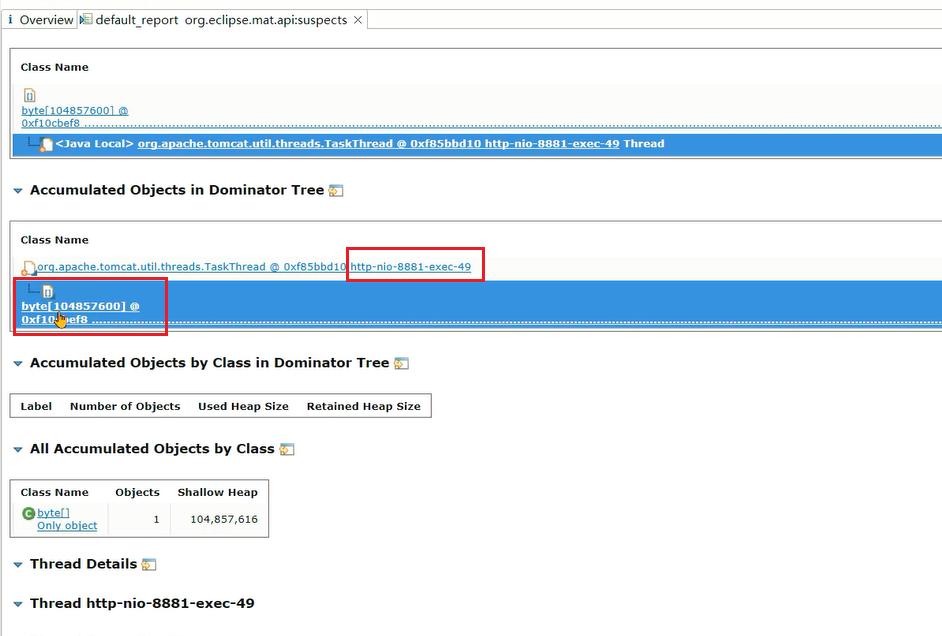 Overview
default_report org.eclipse.mat.api:suspects
Class Name
byte[104857600] @
0xf10cbef8
<Java Local> org.apache.tomcat.util.threads.TaskThread @ 0xf85bbd10 http-nio-8881-exec-49 Thread
Accumulated Objects in Dominator Tree
Class Name
org.apache.tomcat.util.threads.TaskThread @ 0xf85bbd10 http-nio-8881-exec-49
byte[104857600] @
Accumulated Objects by Class in Dominator Tree
Label Number of Objects Used Heap Size Retained Heap Size
All Accumulated Objects by Class
Class Name Objects Shallow Heap
byte[] 1 104,857,616
Only object
Thread Details
Thread http-nio-8881-exec-49